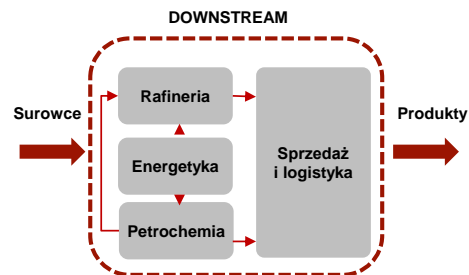 DOWNSTREAM
Rafineria
Surowce
Produkty
Energetyka
Sprzedaż
i logistyka
Petrochemia